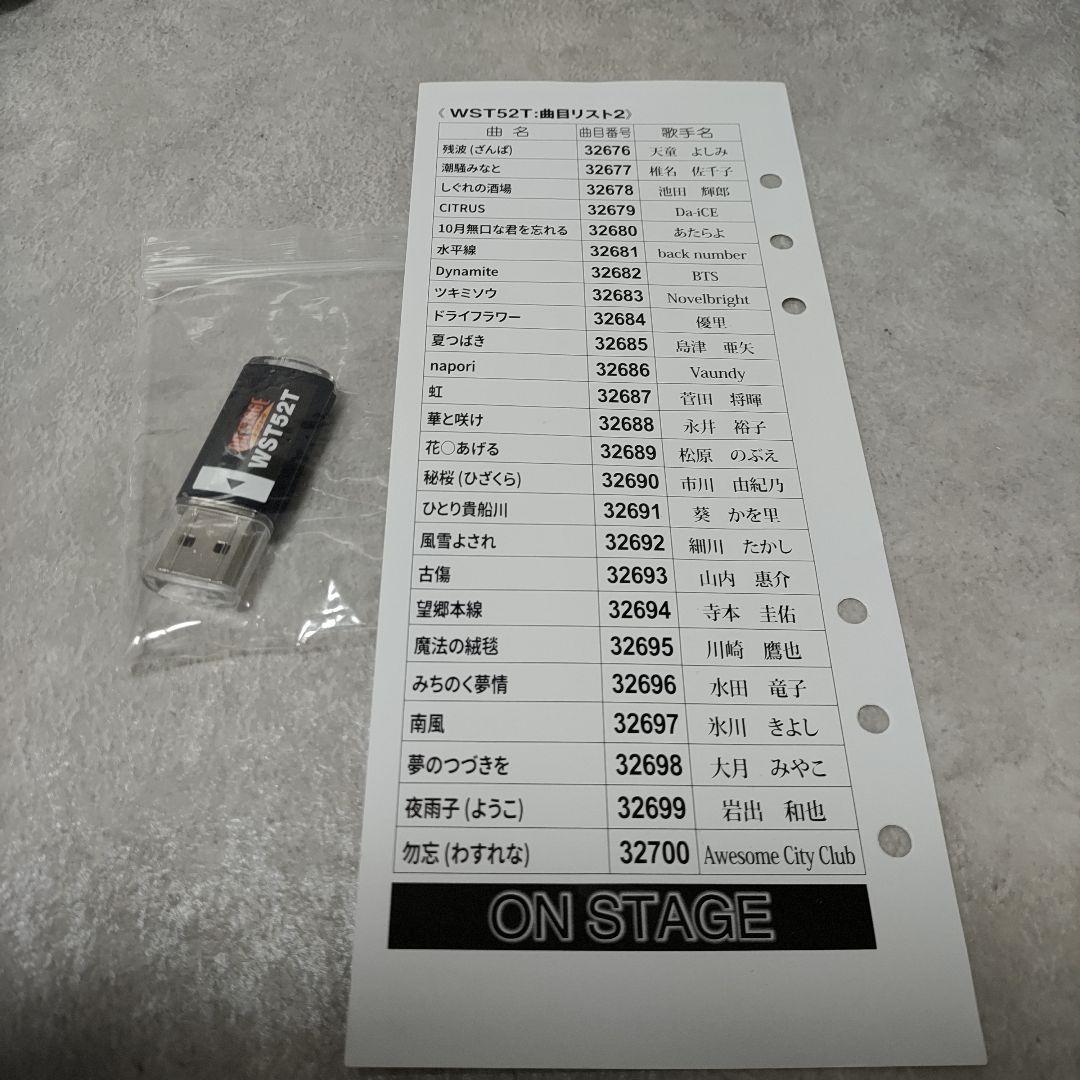 《 WST52T:曲目リスト2》
曲 名 曲目番号 歌手名
残波 (ざんぱ) 32676 天童 よしみ
潮騒みなと 32677 椎名 佐千子
しぐれの酒場 32678 池田 輝郎
CITRUS 32679 Da-iCE
10月無口な君を忘れる 32680 あたらよ
水平線 32681 back number
Dynamite 32682 BTS
ツキミソウ 32683 Novelbright
ドライフラワー 32684 優里
夏つばき 32685 島津 亜矢
napori 32686 Vaundy
虹 32687 菅田 将暉
華と咲け 32688 永井 裕子
花○あげる 32689 松原 のぶえ
秘桜 (ひざくら) 32690 市川 由紀乃
ひとり貴船川 32691 葵 かを里
風雪よされ 32692 細川 たかし
古傷 32693 山内 惠介
望郷本線 32694 寺本 圭佑
魔法の絨毯 32695 川崎 鷹也
みちのく夢情 32696 水田 竜子
南風 32697 氷川 きよし
夢のつづきを 32698 大月 みやこ
夜雨子 (ようこ) 32699 岩出 和也
勿忘 (わすれな) 32700 Awesome City Club
ON STAGE
WST52T